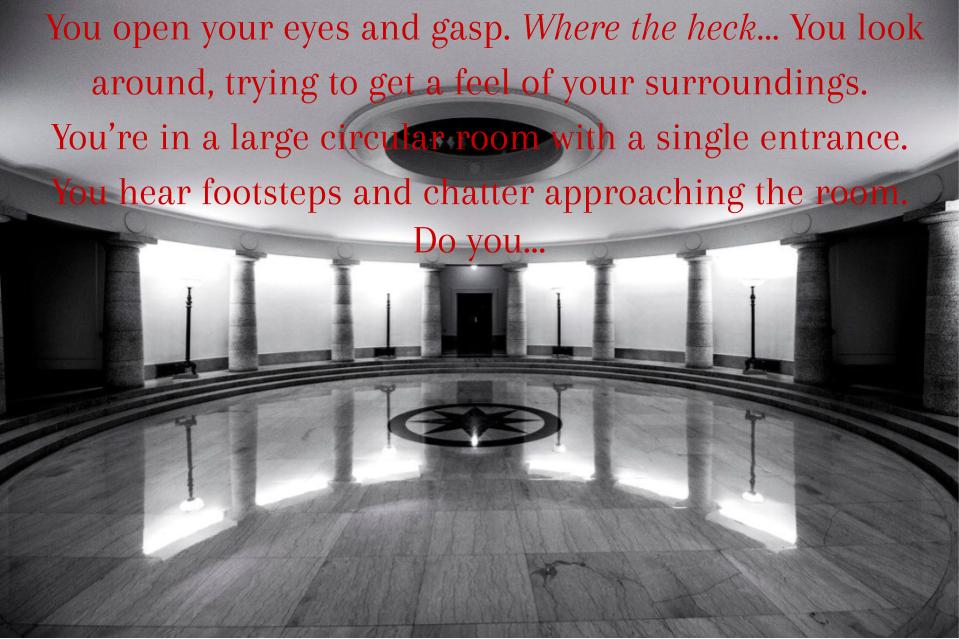 You open your eyes and gasp. Where the heck... You look
around, trying to get a feel of your surroundings.
You’re in a large circular room with a single entrance.
You hear footsteps and chatter approaching the room.
Do you...